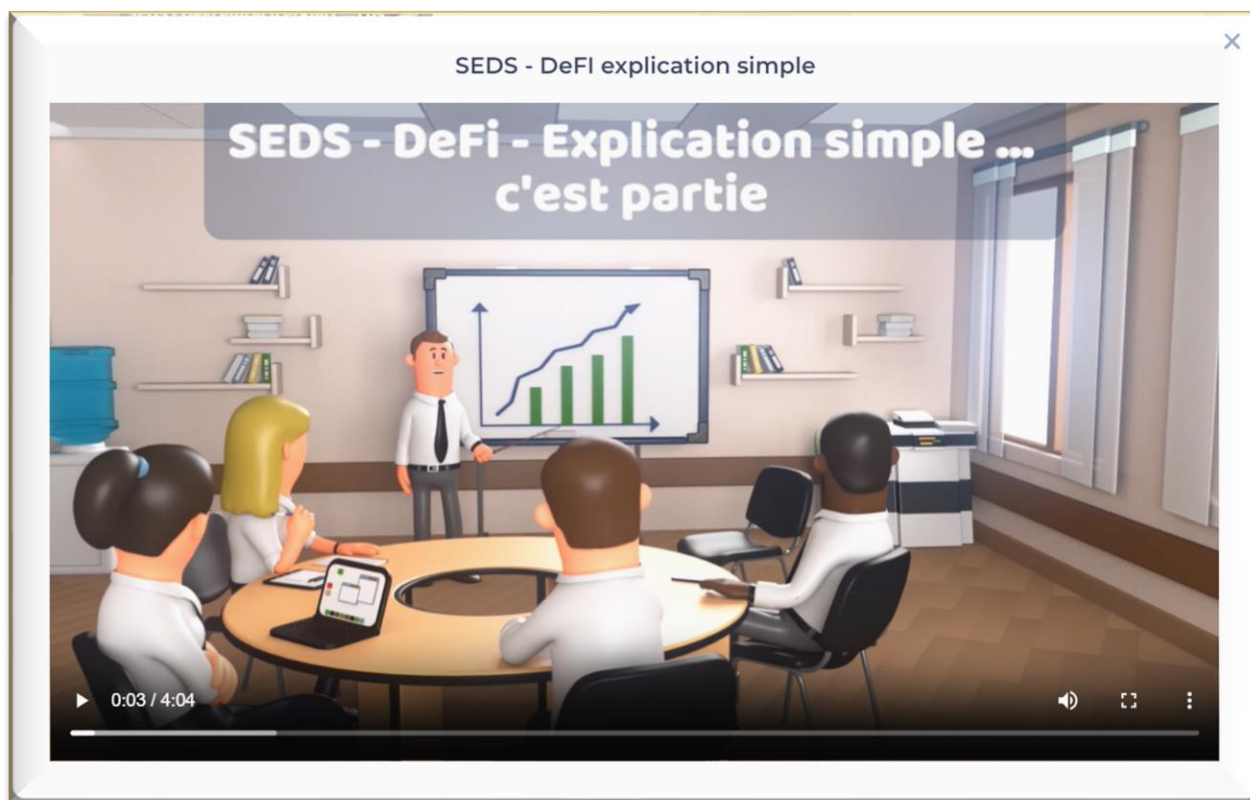 SEDS - DeFI explication simple
SEDS - DeFi - Explication simple ...
c'est partie
0:03 / 4:04